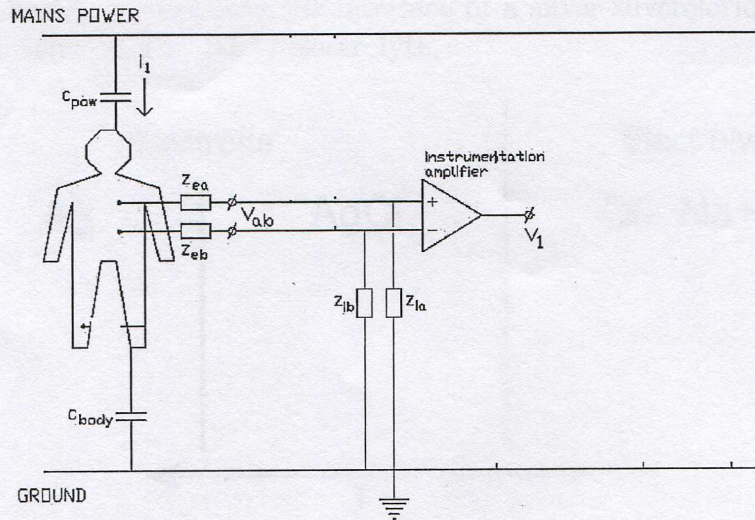 MAINS POWER
I1
Cpow
Instrumentation
amplifier
Zea
+
Vab
−
V1
Zeb
Zib
Zia
Cbody
GROUND